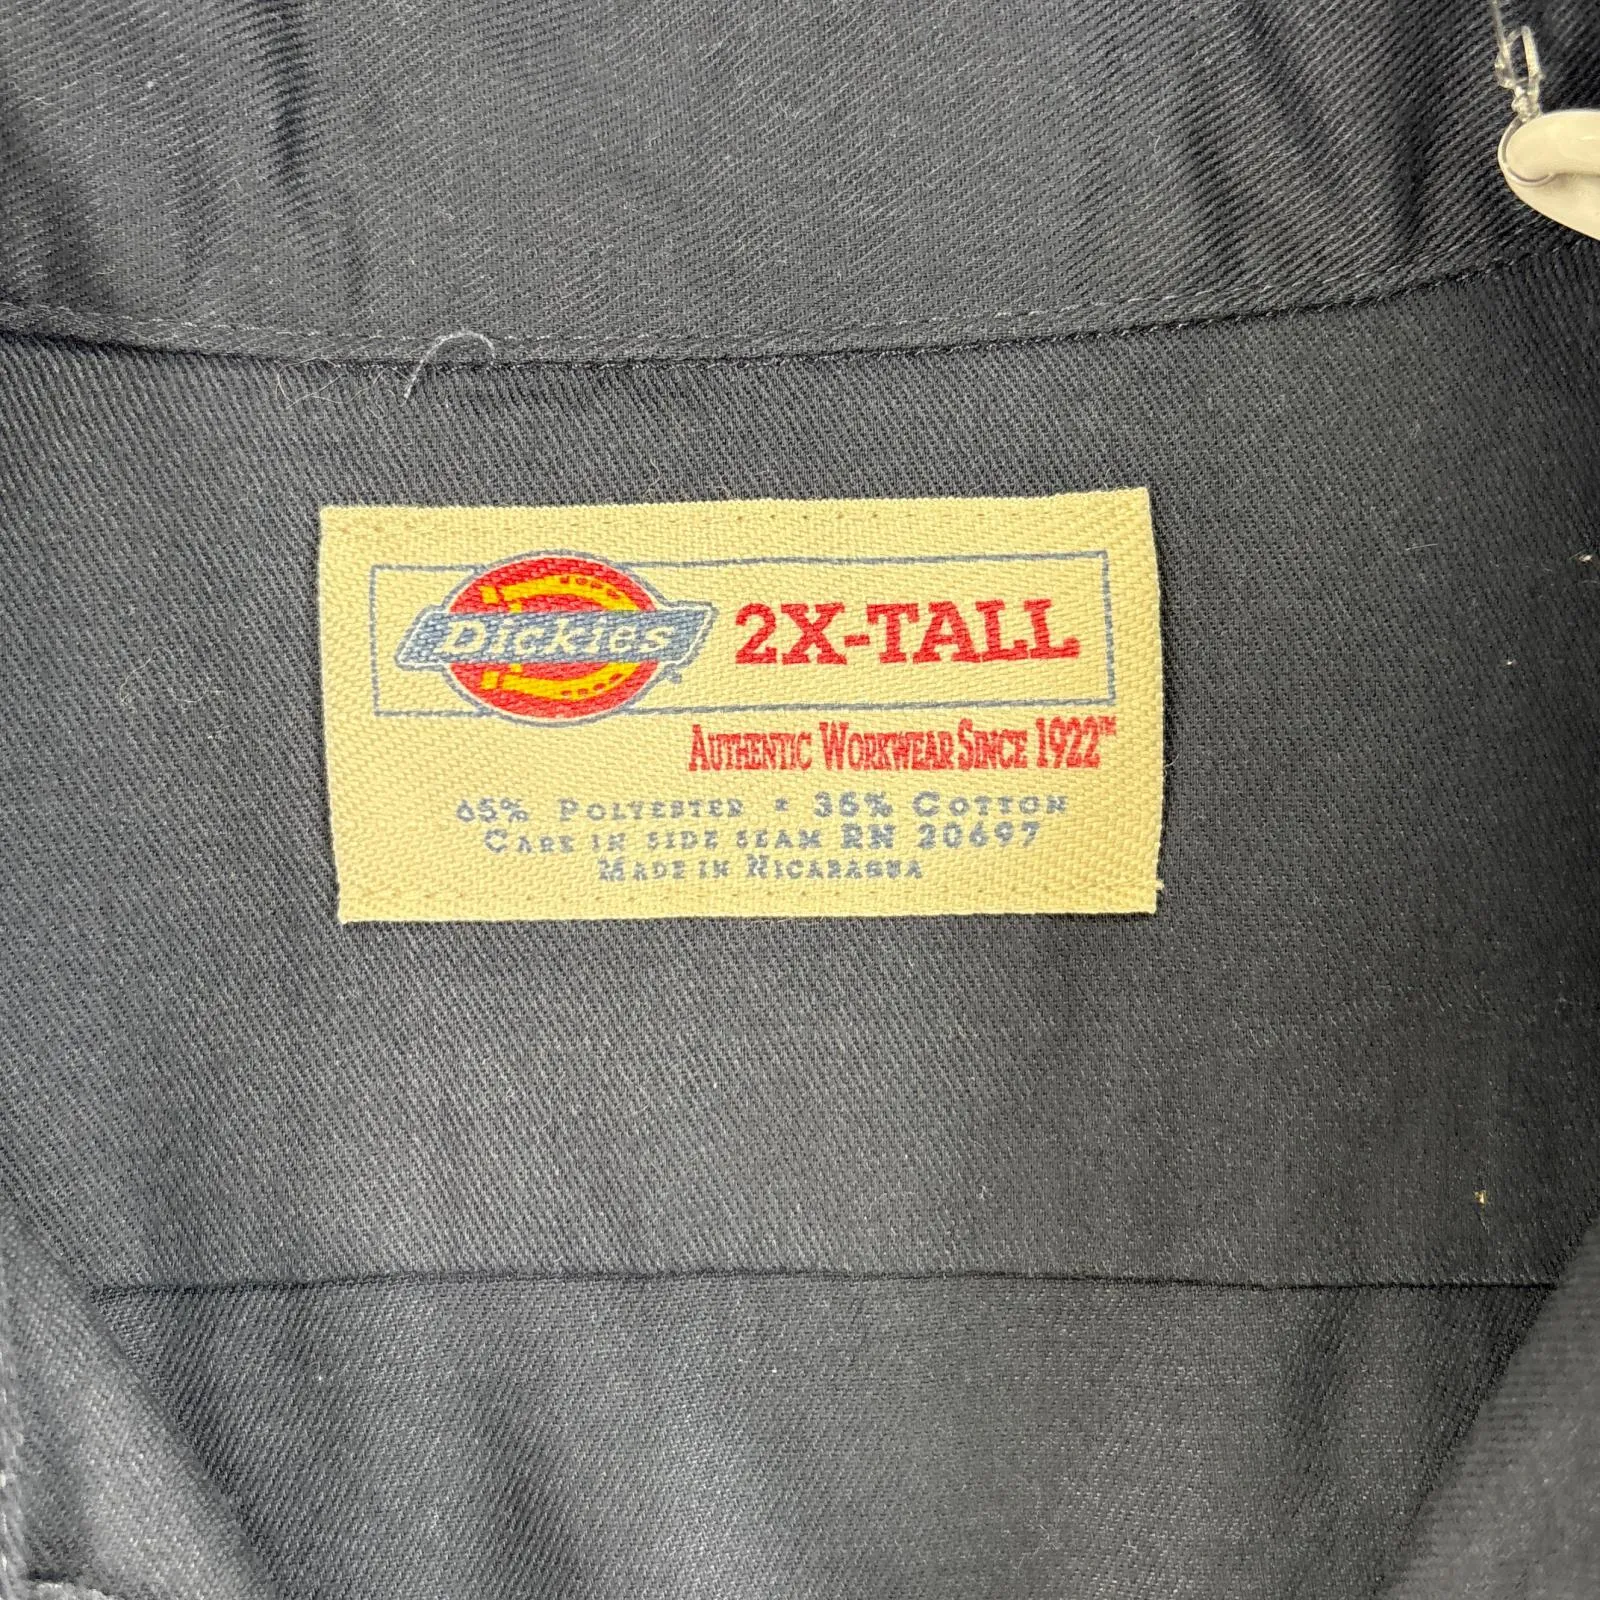 Dickies 2X-TALL
AUTHENTIC WORKWEAR SINCE 1922™
65% POLYESTER * 35% COTTON
CARE IN SIDE SEAM RN 20697
MADE IN NICARAGUA